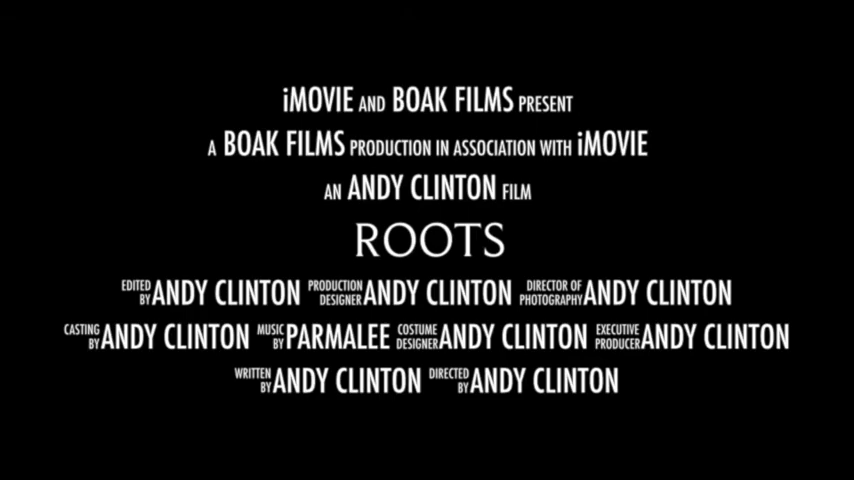 iMOVIE AND BOAK FILMS PRESENT
A BOAK FILMS PRODUCTION IN ASSOCIATION WITH iMOVIE
AN ANDY CLINTON FILM
ROOTS
EDITED BY ANDY CLINTON PRODUCTION DESIGNER ANDY CLINTON DIRECTOR OF PHOTOGRAPHY ANDY CLINTON
CASTING BY ANDY CLINTON MUSIC BY PARMALEE COSTUME DESIGNER ANDY CLINTON EXECUTIVE PRODUCER ANDY CLINTON
WRITTEN BY ANDY CLINTON DIRECTED BY ANDY CLINTON